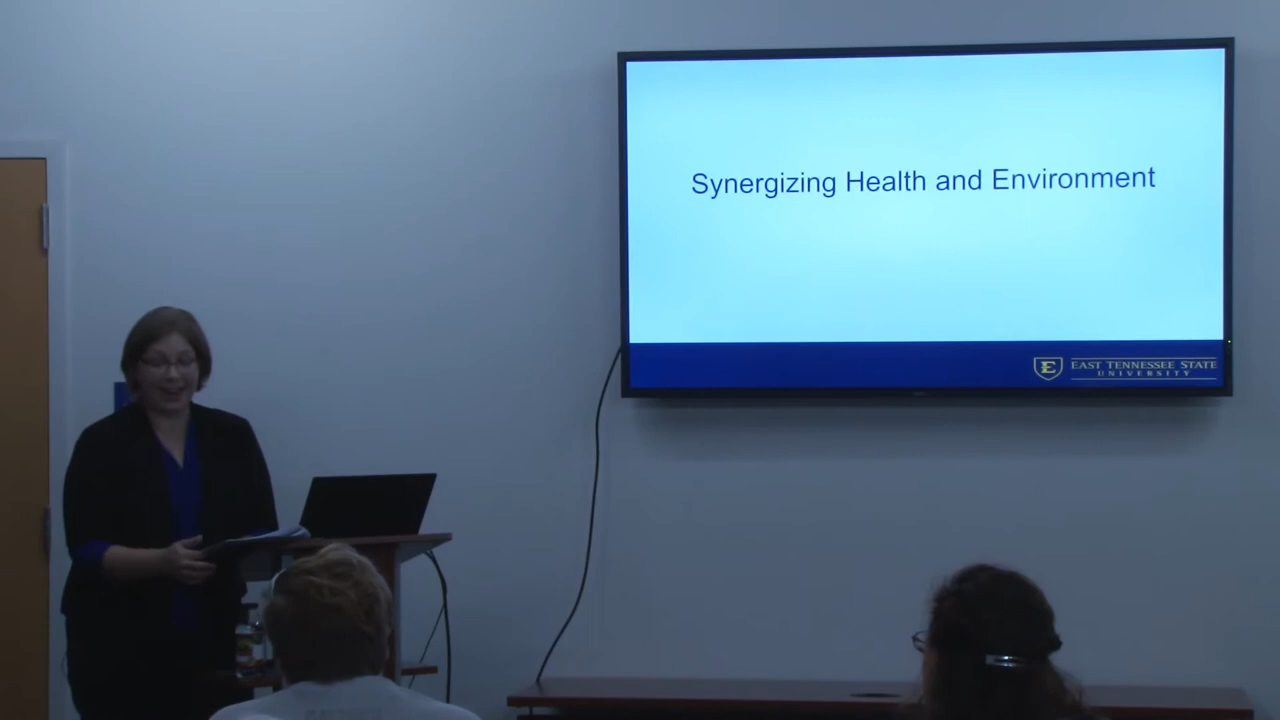 Synergizing Health and Environment
E
EAST TENNESSEE STATE
UNIVERSITY